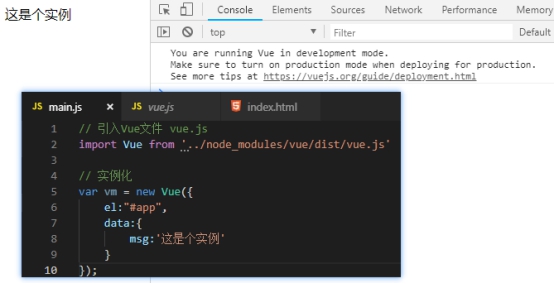 这是个实例
Console Sources Network Performance Memory
top Filter Default
You are running Vue in development mode.
Make sure to turn on production mode when deploying for production.
See more tips at https://vuejs.org/guide/deployment.html
main.js vue.js index.html
1 // 引入Vue文件 vue.js
2 import Vue from '../node_modules/vue/dist/vue.js'
3
4 // 实例化
5 var vm = new Vue({
6 el:"#app",
7 data:{
8 msg:'这是个实例'
9 }
10 });